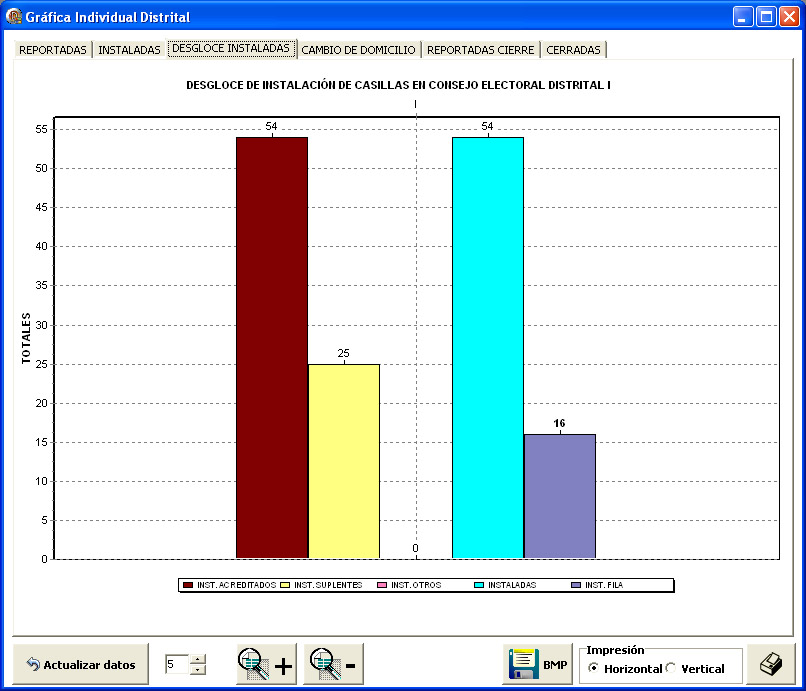 Gráfica Individual Distrital
REPORTADAS INSTALADAS DESGLOCE INSTALADAS CAMBIO DE DOMICILIO REPORTADAS CIERRE CERRADAS
DESGLOCE DE INSTALACIÓN DE CASILLAS EN CONSEJO ELECTORAL DISTRITAL I
I
54 54
55
50
45
40
35
30
25
20
15
10
5
0
TOTALES
25
16
0
INST. ACREDITADOS INST. SUPLENTES INST. OTROS INSTALADAS INST. FILA
Actualizar datos 5 + - BMP
Impresión
Horizontal Vertical